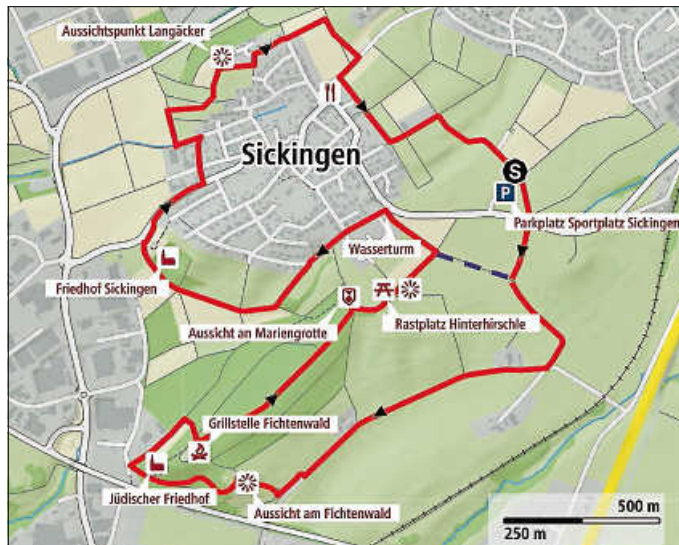 Aussichtspunkt Langäcker
Sickingen
S
P
Parkplatz Sportplatz Sickingen
Wasserturm
Friedhof Sickingen
Aussicht an Mariengrotte
Rastplatz Hinterhirschle
Grillstelle Fichtenwald
Jüdischer Friedhof
Aussicht am Fichtenwald
500 m
250 m